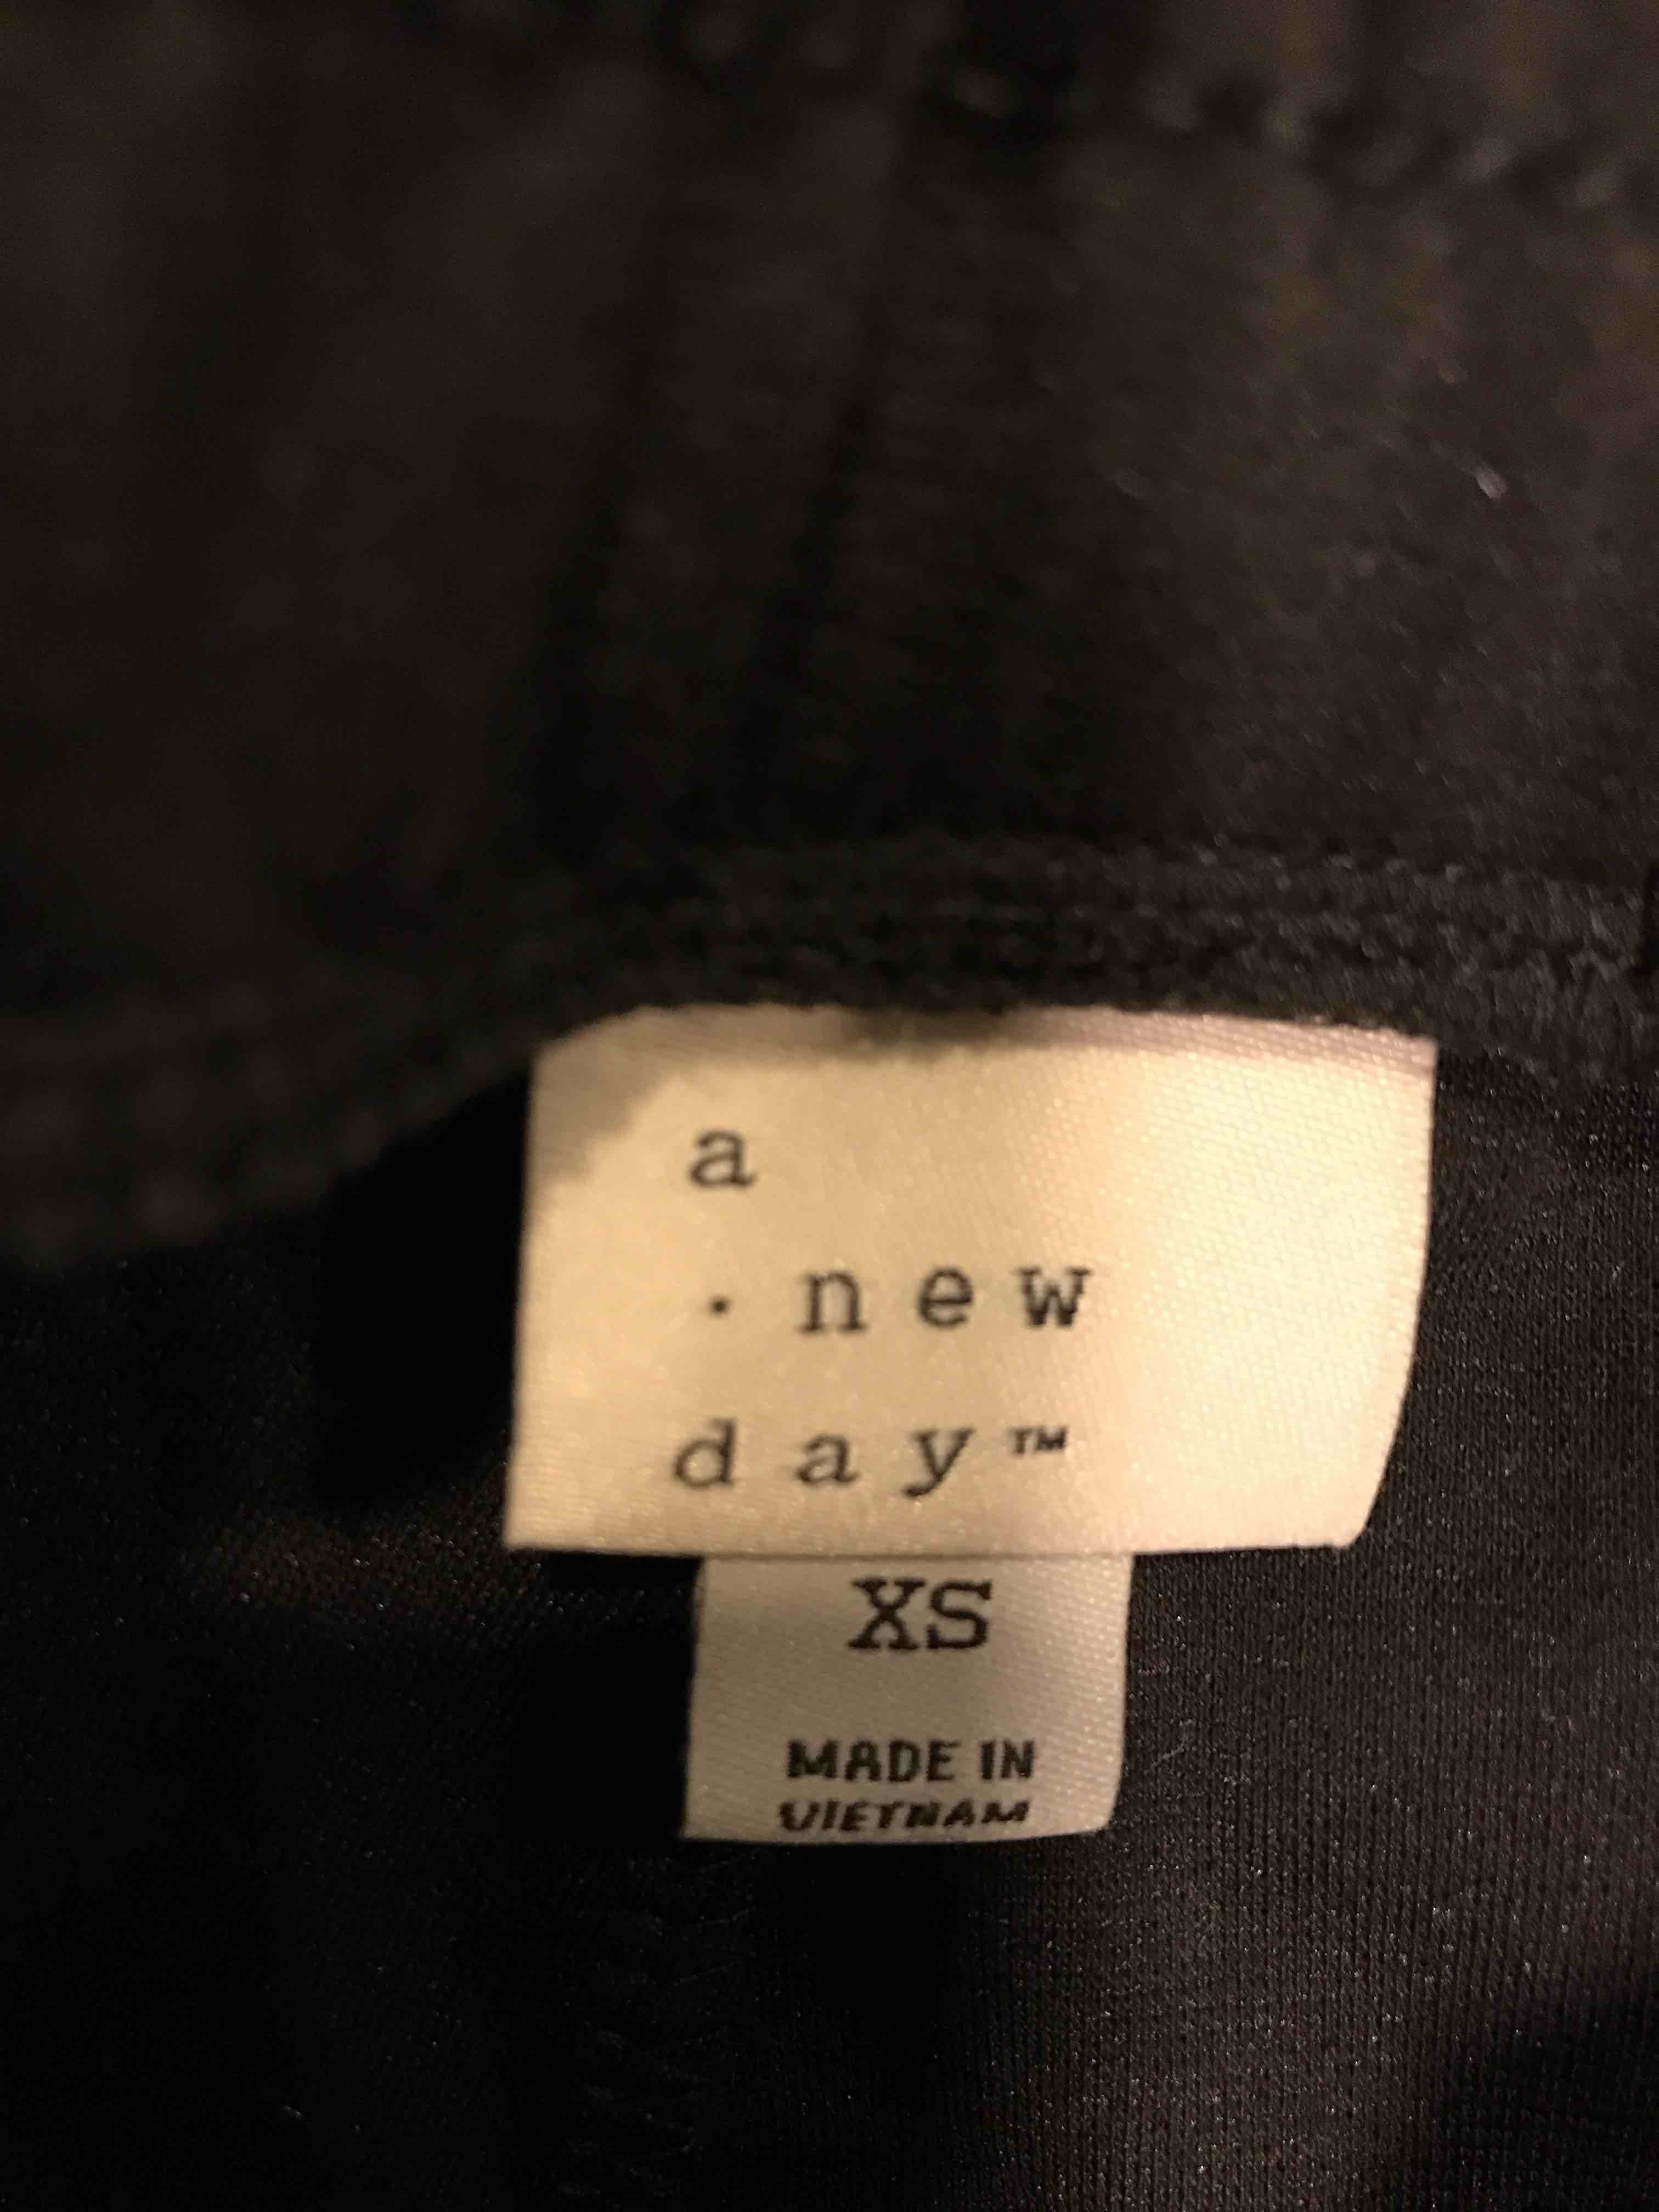 a
· new
day™
XS
MADE IN
VIETNAM